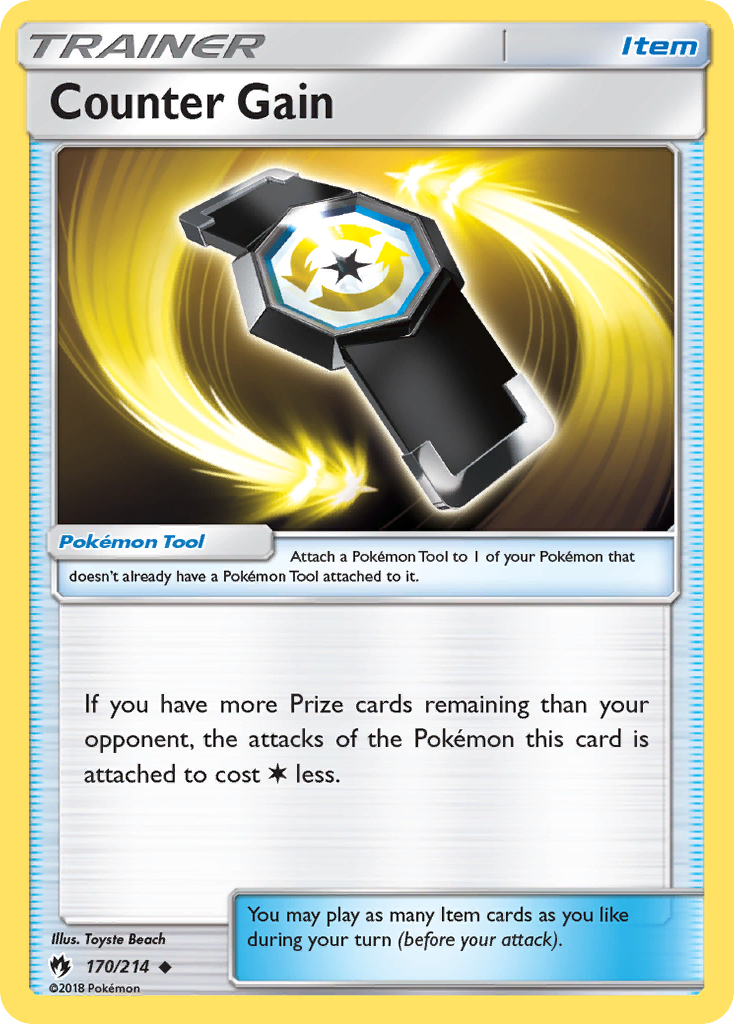 TRAINER Item
Counter Gain
Pokémon Tool
Attach a Pokémon Tool to 1 of your Pokémon that
doesn't already have a Pokémon Tool attached to it.
If you have more Prize cards remaining than your
opponent, the attacks of the Pokémon this card is
attached to cost less.
You may play as many Item cards as you like
during your turn (before your attack).
Illus. Toyste Beach
170/214
©2018 Pokémon